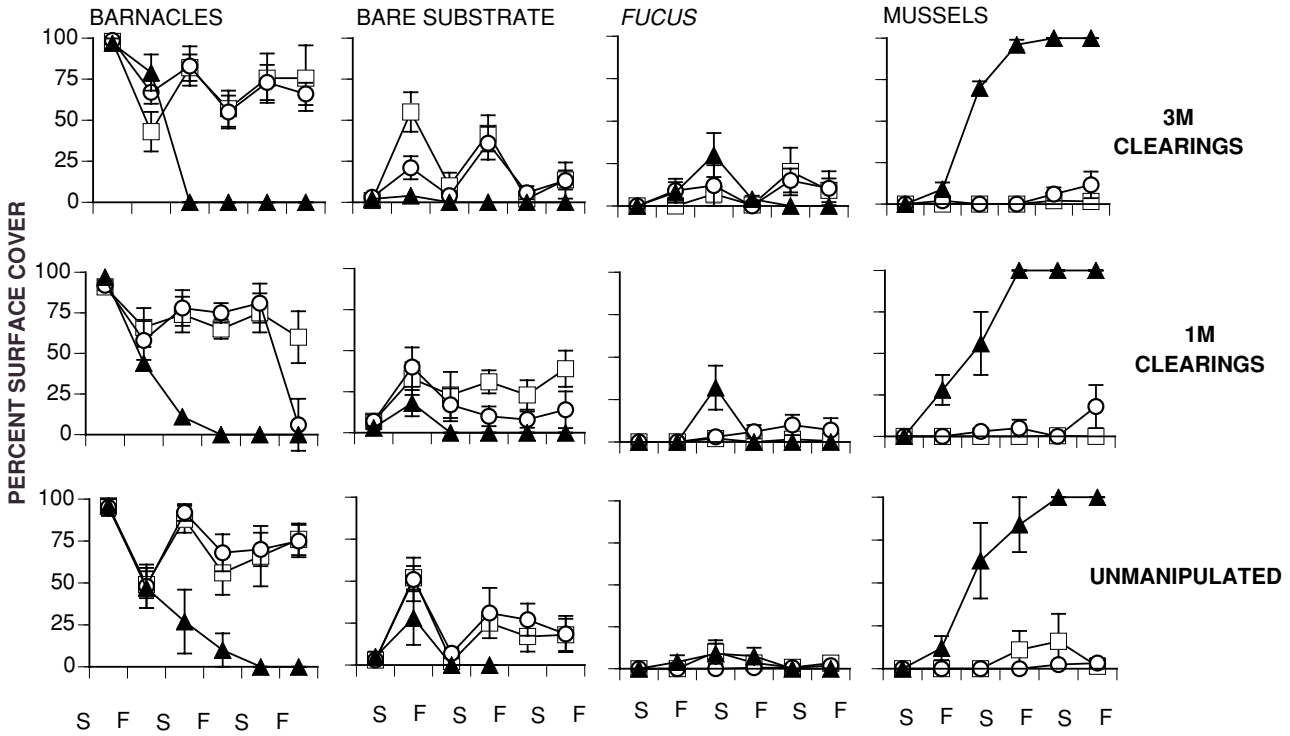 BARNACLES BARE SUBSTRATE FUCUS MUSSELS
100
75
50
25
0
3M
CLEARINGS
100
75
50
25
0
1M
CLEARINGS
PERCENT SURFACE COVER
100
75
50
25
0
UNMANIPULATED
S F S F S F S F S F S F S F S F S F S F S F S F